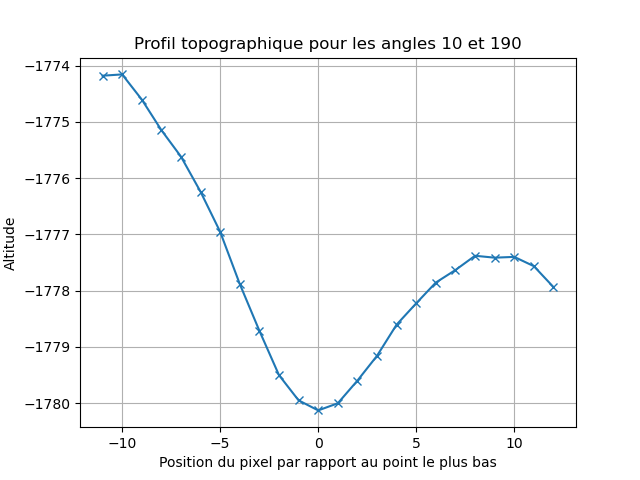 Profil topographique pour les angles 10 et 190
−1774
−1775
−1776
−1777
−1778
−1779
−1780
Altitude
−10 −5 0 5 10
Position du pixel par rapport au point le plus bas